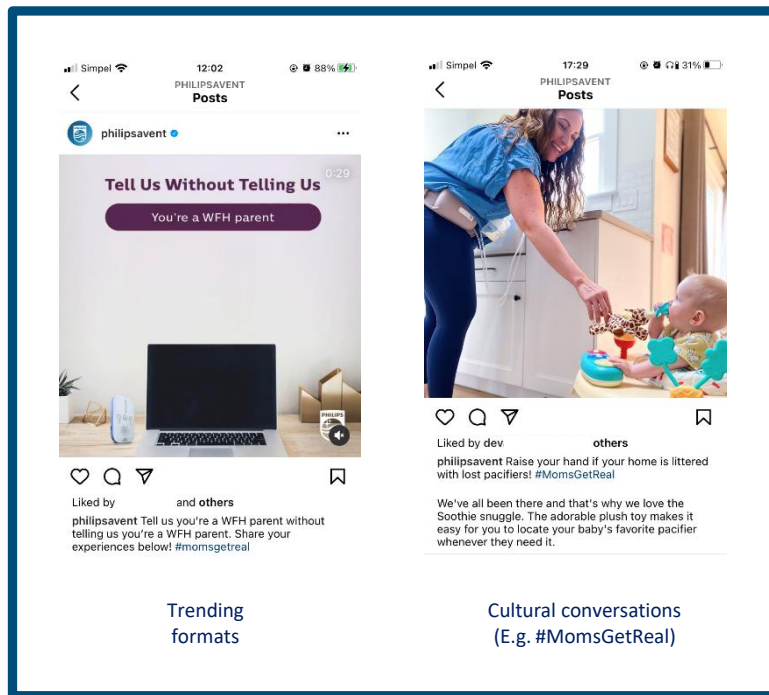 Simpel
12:02
88%
PHILIPSAVENT
Posts
philipsavent
0:29
Tell Us Without Telling Us
You're a WFH parent
PHILIPS
Liked by and others
philipsavent Tell us you're a WFH parent without
telling us you're a WFH parent. Share your
experiences below! #momsgetreal
Trending
formats
Simpel
17:29
31%
PHILIPSAVENT
Posts
Liked by dev others
philipsavent Raise your hand if your home is littered
with lost pacifiers! #MomsGetReal
We've all been there and that's why we love the
Soothie snuggle. The adorable plush toy makes it
easy for you to locate your baby's favorite pacifier
whenever they need it.
Cultural conversations
(E.g. #MomsGetReal)